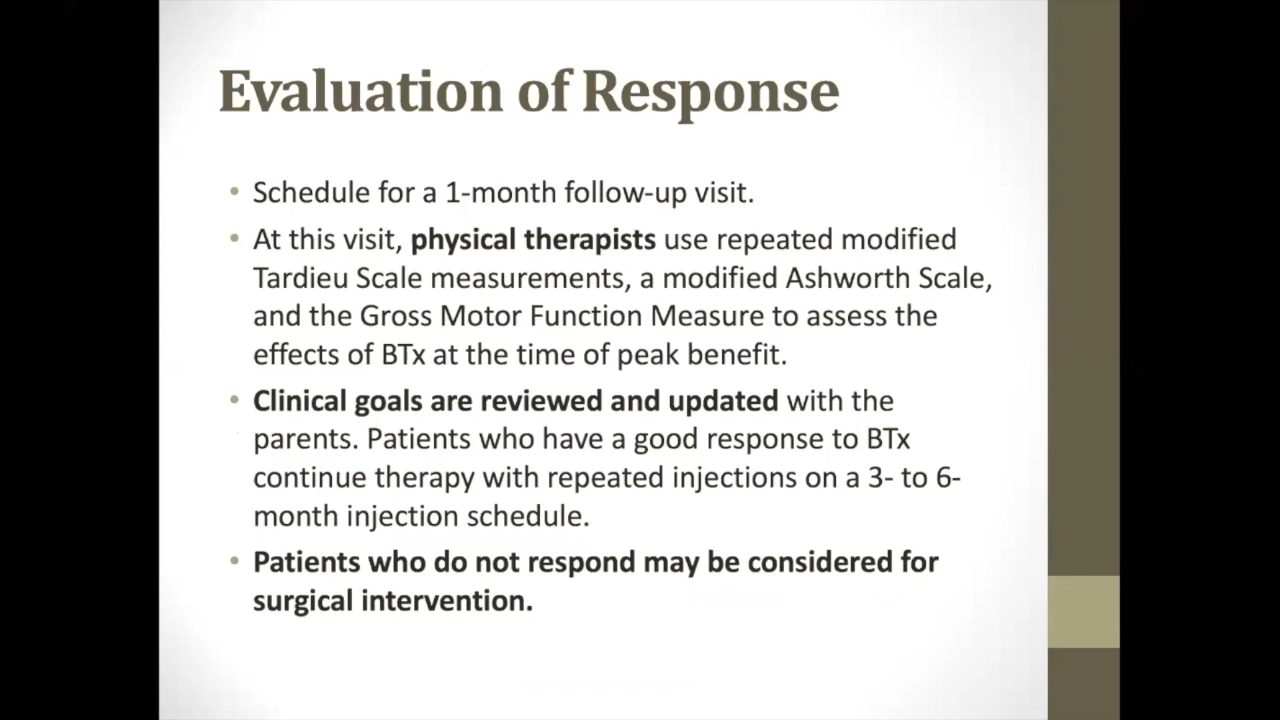 Evaluation of Response
• Schedule for a 1-month follow-up visit.
• At this visit, physical therapists use repeated modified
Tardieu Scale measurements, a modified Ashworth Scale,
and the Gross Motor Function Measure to assess the
effects of BTx at the time of peak benefit.
• Clinical goals are reviewed and updated with the
parents. Patients who have a good response to BTx
continue therapy with repeated injections on a 3- to 6-
month injection schedule.
• Patients who do not respond may be considered for
surgical intervention.